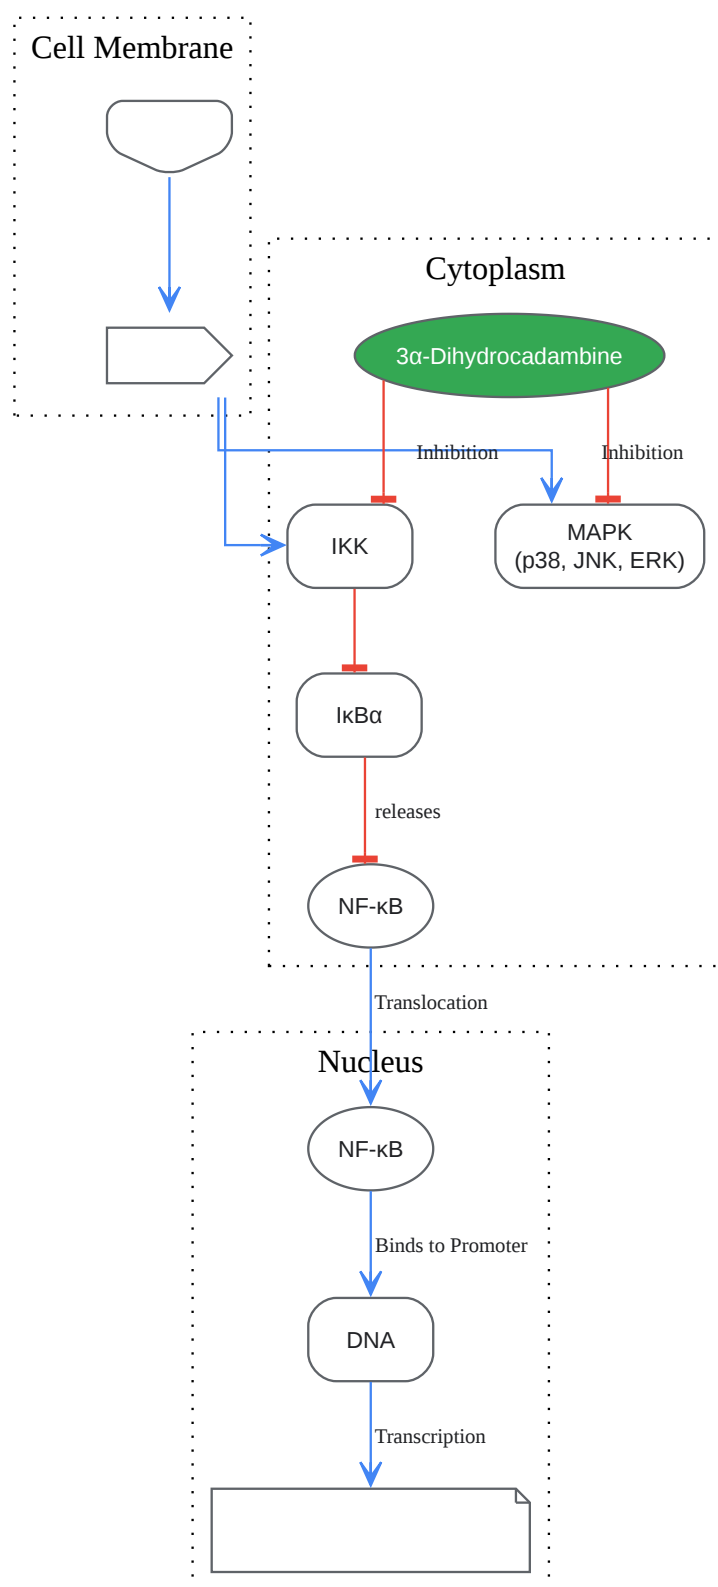 Cell Membrane
Cytoplasm
3α-Dihydrocadambine
Inhibition
Inhibition
IKK
MAPK
(p38, JNK, ERK)
IκBα
releases
NF-κB
Translocation
Nucleus
NF-κB
Binds to Promoter
DNA
Transcription